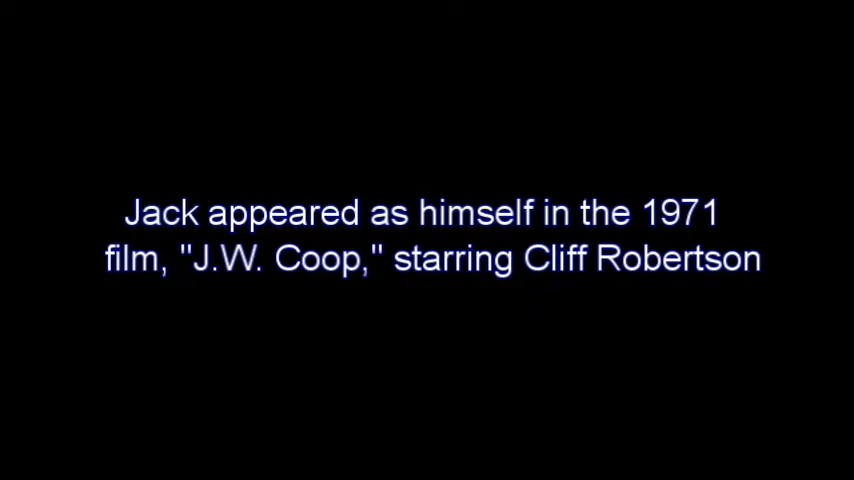 Jack appeared as himself in the 1971
film, "J.W. Coop," starring Cliff Robertson